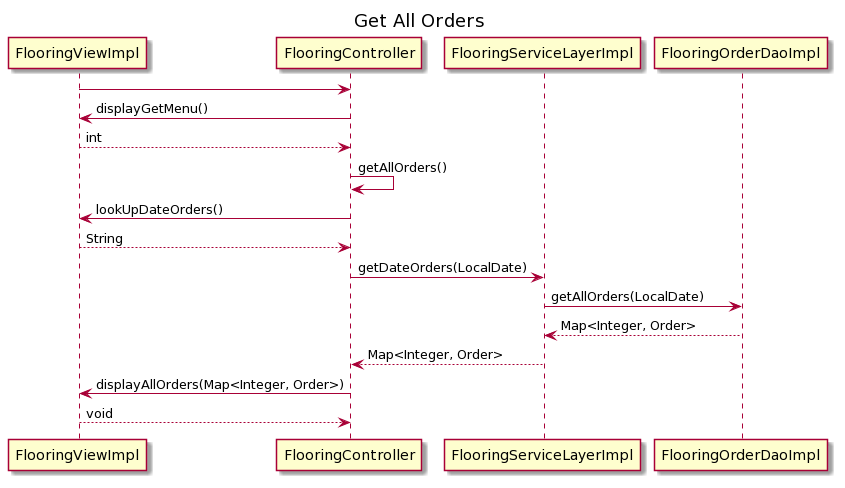 Get All Orders
FlooringViewImpl FlooringController FlooringServiceLayerImpl FlooringOrderDaoImpl
displayGetMenu()
int
getAllOrders()
lookUpDateOrders()
String
getDateOrders(LocalDate)
getAllOrders(LocalDate)
Map<Integer, Order>
Map<Integer, Order>
displayAllOrders(Map<Integer, Order>)
void
FlooringViewImpl FlooringController FlooringServiceLayerImpl FlooringOrderDaoImpl